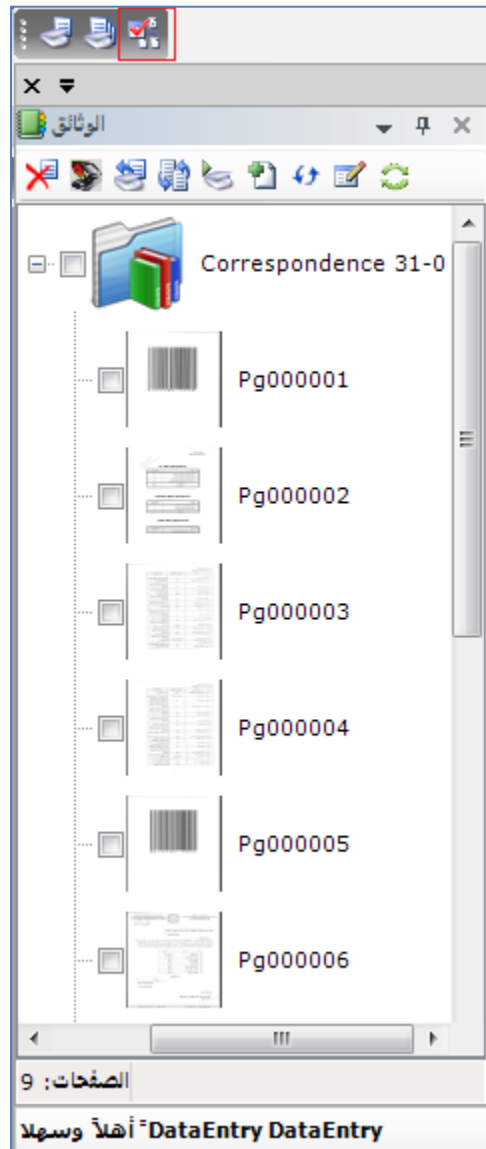 الوثائق
Correspondence 31-0
Pg000001
Pg000002
Pg000003
Pg000004
Pg000005
Pg000006
الصفحات: 9
أهلاً وسهلا ً DataEntry DataEntry